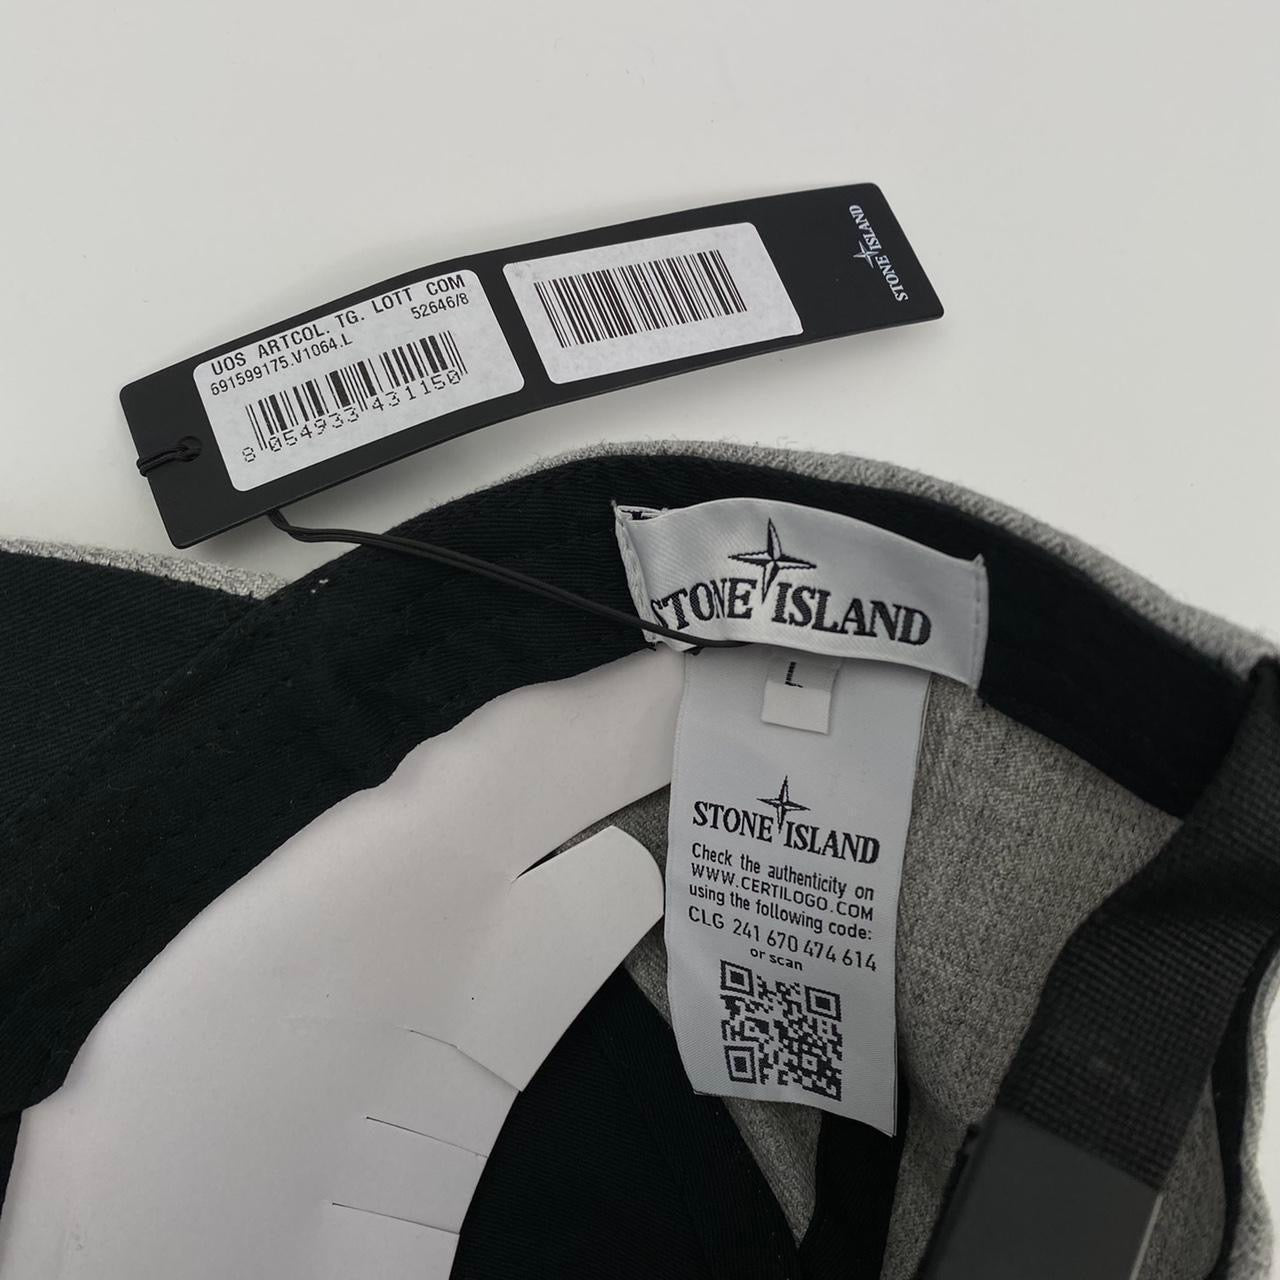 UOS ARTCOL. TG. LOTT COM
691599175.V1064.L 52646/8
8 054933 431150
STONE ISLAND
STONE ISLAND
L
STONE ISLAND
Check the authenticity on
WWW.CERTILOGO.COM
using the following code:
CLG 241 670 474 614
or scan